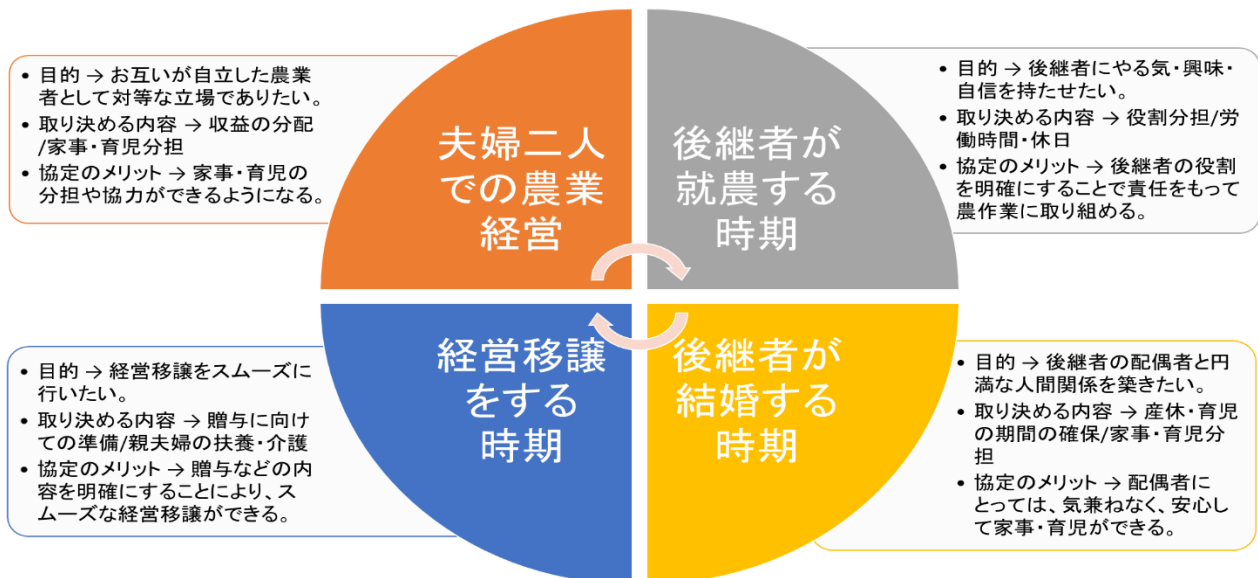 • 目的 → お互いが自立した農業
者として対等な立場でありたい。
• 取り決める内容 → 収益の分配
/家事・育児分担
• 協定のメリット → 家事・育児の
分担や協力ができるようになる。
夫婦二人
での農業
経営
後継者が
就農する
時期
• 目的 → 後継者にやる気・興味・
自信を持たせたい。
• 取り決める内容 → 役割分担/労
働時間・休日
• 協定のメリット → 後継者の役割
を明確にすることで責任をもって
農作業に取り組める。
• 目的 → 経営移譲をスムーズに
行いたい。
• 取り決める内容 → 贈与に向け
ての準備/親夫婦の扶養・介護
• 協定のメリット → 贈与などの内
容を明確にすることにより、ス
ムーズな経営移譲ができる。
経営移譲
をする
時期
後継者が
結婚する
時期
• 目的 → 後継者の配偶者と円
満な人間関係を築きたい。
• 取り決める内容 → 産休・育児
の期間の確保/家事・育児分
担
• 協定のメリット → 配偶者に
とっては、気兼ねなく、安心し
て家事・育児ができる。